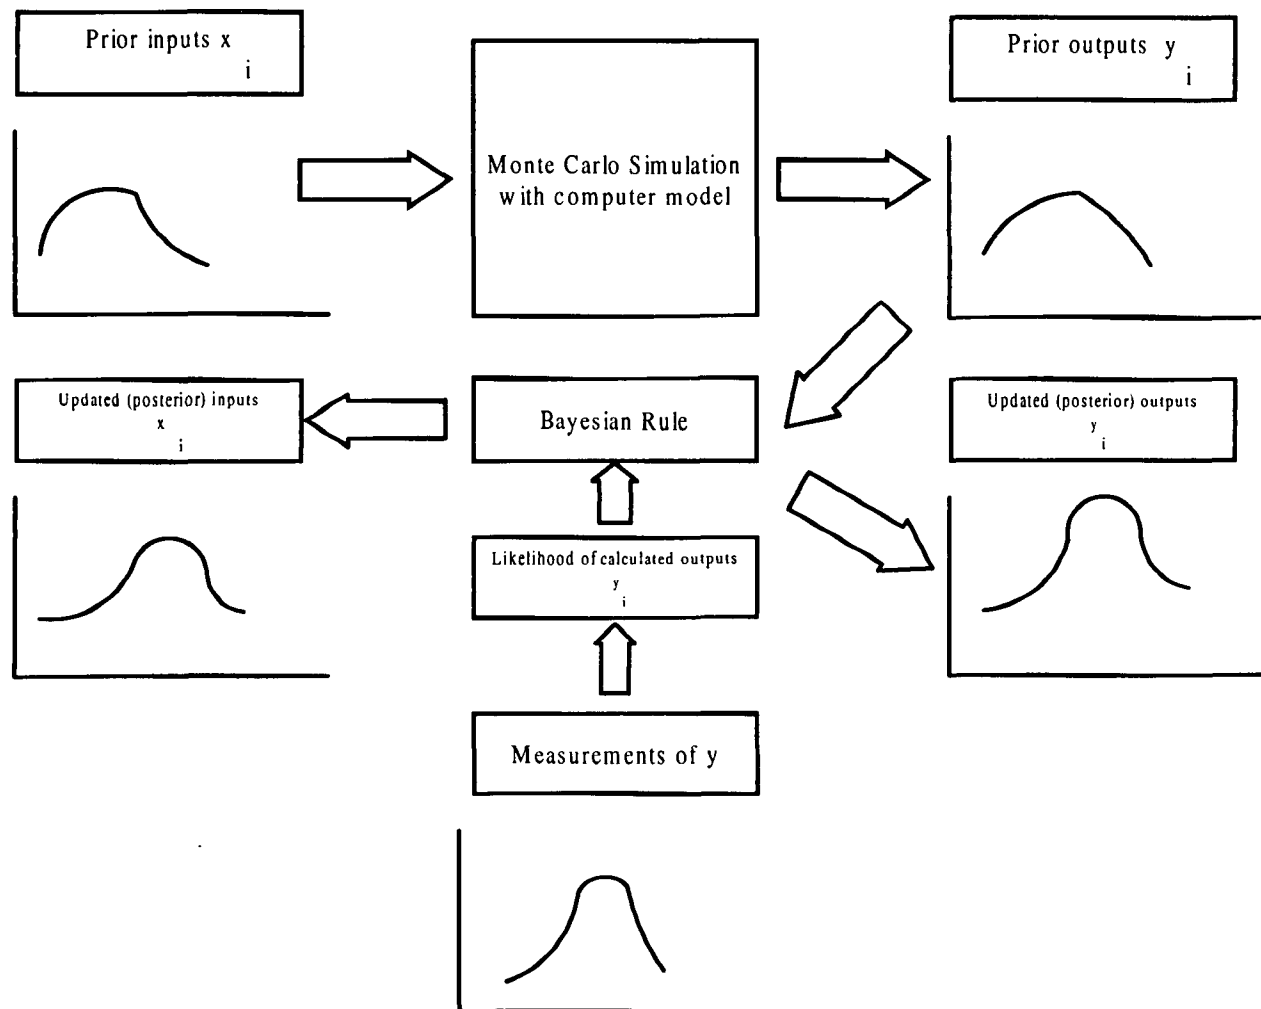 Prior inputs x
i
Monte Carlo Simulation
with computer model
Prior outputs y
i
Updated (posterior) inputs
x
i
Bayesian Rule
Updated (posterior) outputs
y
i
Likelihood of calculated outputs
y
i
Measurements of y